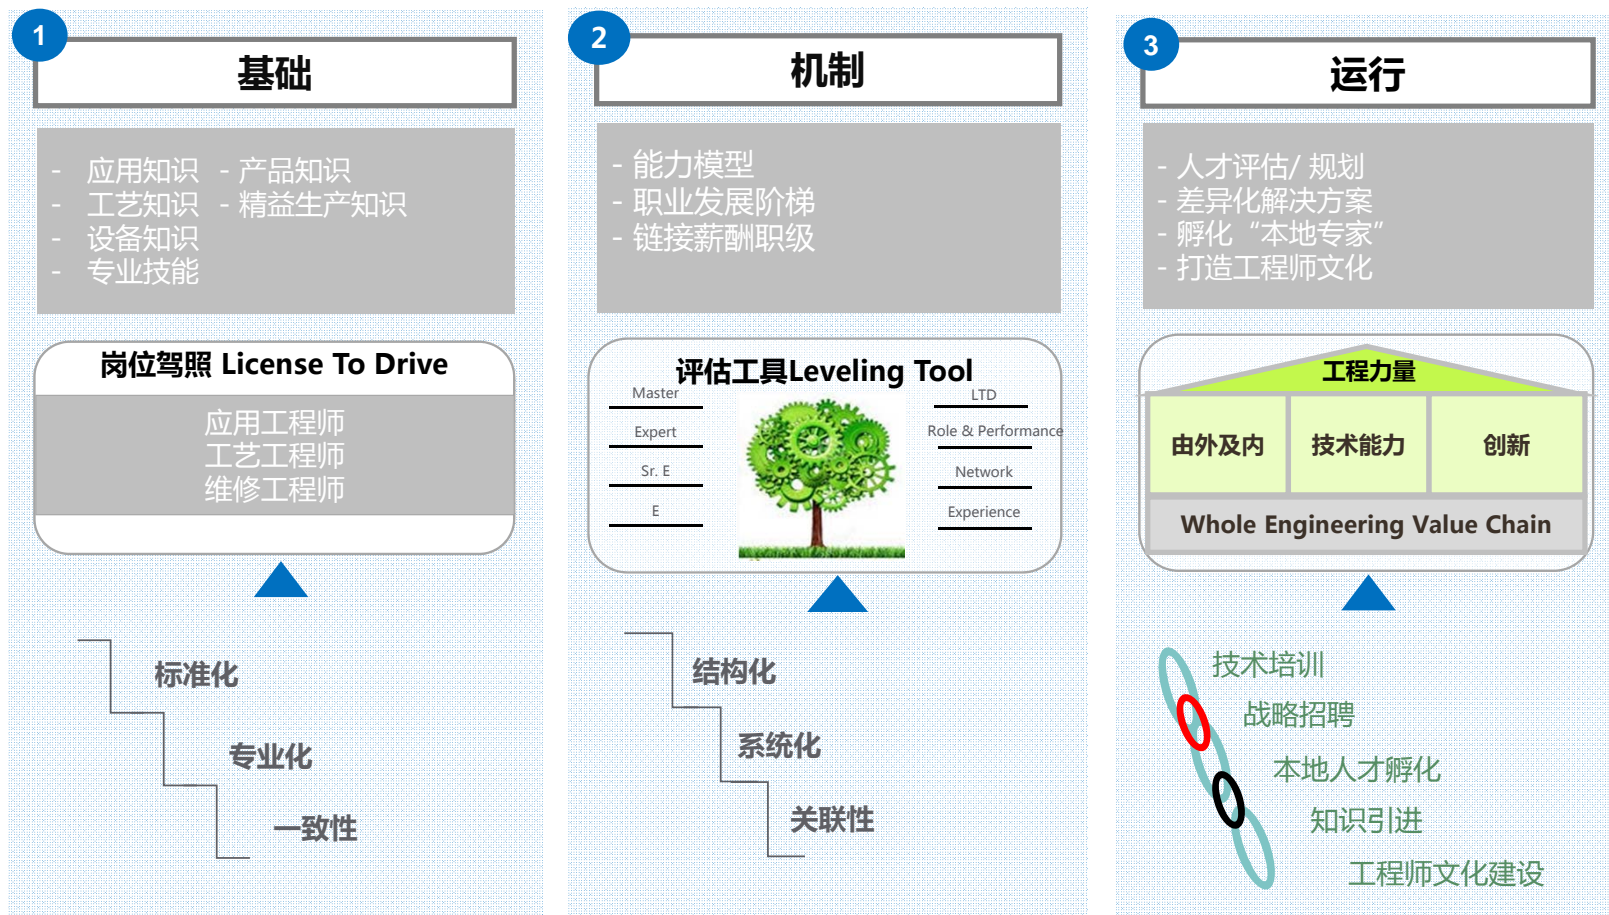 1
基础
- 应用知识 - 产品知识
- 工艺知识 - 精益生产知识
- 设备知识
- 专业技能
岗位驾照 License To Drive
应用工程师
工艺工程师
维修工程师
标准化
专业化
一致性
2
机制
- 能力模型
- 职业发展阶梯
- 链接薪酬职级
评估工具Leveling Tool
Master
Expert
Sr. E
E
LTD
Role & Performance
Network
Experience
结构化
系统化
关联性
3
运行
- 人才评估/ 规划
- 差异化解决方案
- 孵化“本地专家”
- 打造工程师文化
工程力量
由外及内
技术能力
创新
Whole Engineering Value Chain
技术培训
战略招聘
本地人才孵化
知识引进
工程师文化建设